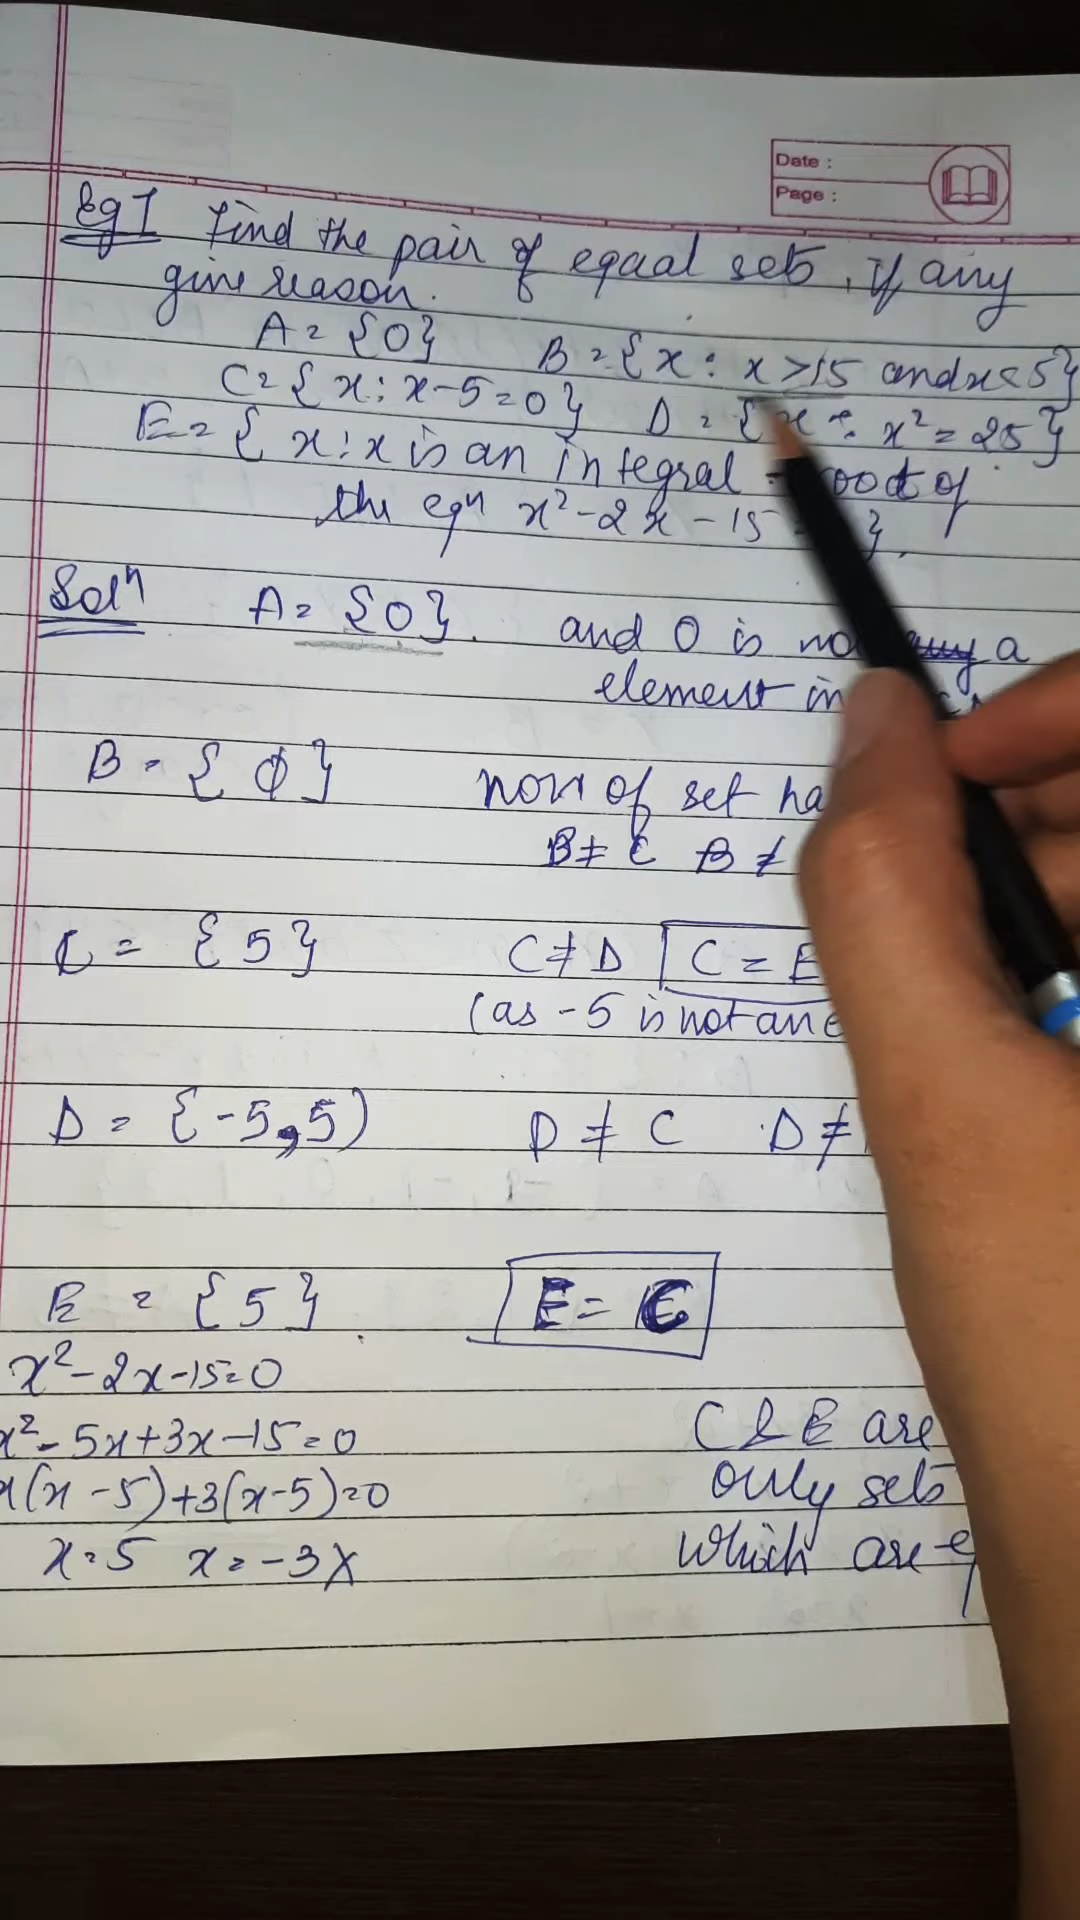 Date :
Page :
Eg 1 Find the pair of equal sets, if any
give reason.
A = {0} B = {x : x > 15 and x < 5}
C = {x : x-5=0} D = {x : x² = 25}
E = {x : x is an integral root of
the eqⁿ x² - 2x - 15 }.
Solⁿ A = {0}. and 0 is a
element in
B = { ϕ } of set
B ≠ C B ≠
C = {5} C ≠ D C = E
(as -5 is not an
D = {-5,5) D ≠ C D ≠
E = {5} E = C
x² - 2x - 15 = 0
x² - 5x + 3x - 15 = 0 C & E are
x(x - 5) + 3(x - 5) = 0 only sets
x = 5 x = -3 X which are